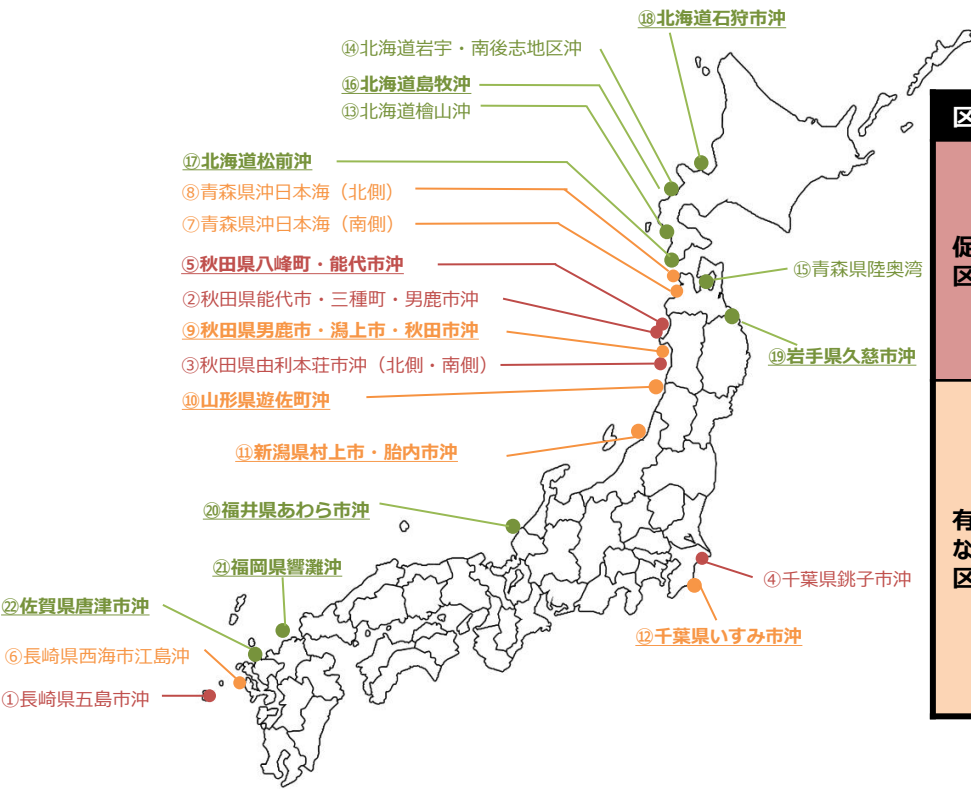 ⑱北海道石狩市沖
⑭北海道岩宇・南後志地区沖
⑯北海道島牧沖
⑬北海道檜山沖
⑰北海道松前沖
⑧青森県沖日本海（北側）
⑦青森県沖日本海（南側）
⑤秋田県八峰町・能代市沖
⑮青森県陸奥湾
②秋田県能代市・三種町・男鹿市沖
⑨秋田県男鹿市・潟上市・秋田市沖
⑲岩手県久慈市沖
③秋田県由利本荘市沖（北側・南側）
⑩山形県遊佐町沖
⑪新潟県村上市・胎内市沖
⑳福井県あわら市沖
㉑福岡県響灘沖
④千葉県銚子市沖
㉒佐賀県唐津市沖
⑫千葉県いすみ市沖
⑥長崎県西海市江島沖
①長崎県五島市沖
区
促
区
有
な
区